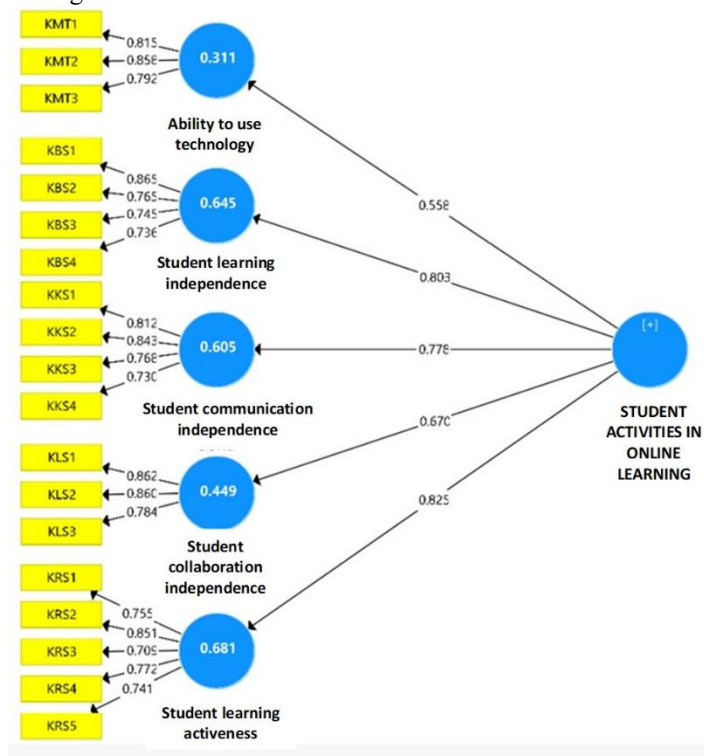 KMT1
KMT2
KMT3
0.815
0.858
0.792
0.311
Ability to use
technology
KBS1
KBS2
KBS3
KBS4
0.865
0.765
0.745
0.736
0.645
Student learning
independence
KKS1
KKS2
KKS3
KKS4
0.812
0.843
0.768
0.730
0.605
Student communication
independence
KLS1
KLS2
KLS3
0.862
0.860
0.784
0.449
Student
collaboration
independence
KRS1
KRS2
KRS3
KRS4
KRS5
0.755
0.851
0.709
0.772
0.741
0.681
Student learning
activeness
0.558
0.803
0.778
0.670
0.825
[+]
STUDENT
ACTIVITIES IN
ONLINE
LEARNING